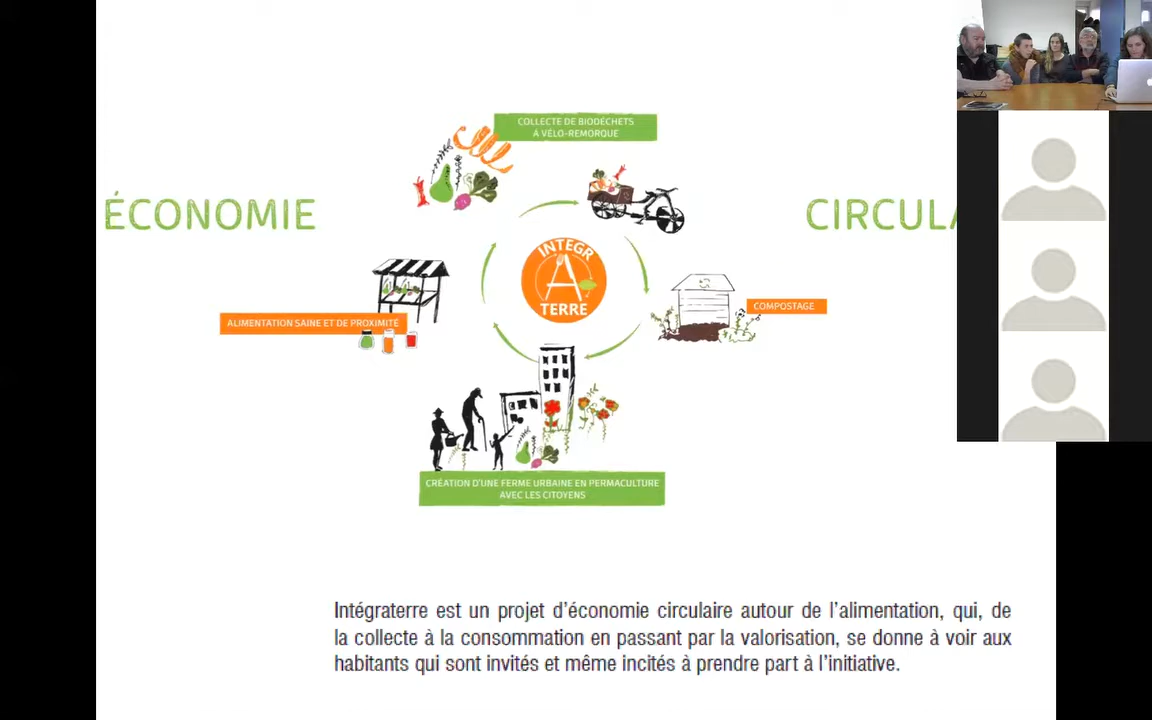 COLLECTE DE BIODÉCHETS
À VÉLO-REMORQUE
ÉCONOMIE
CIRCULA
INTEGR
A
TERRE
COMPOSTAGE
ALIMENTATION SAINE ET DE PROXIMITÉ
CRÉATION D'UNE FERME URBAINE EN PERMACULTURE
AVEC LES CITOYENS
Intégraterre est un projet d'économie circulaire autour de l'alimentation, qui, de
la collecte à la consommation en passant par la valorisation, se donne à voir aux
habitants qui sont invités et même incités à prendre part à l'initiative.